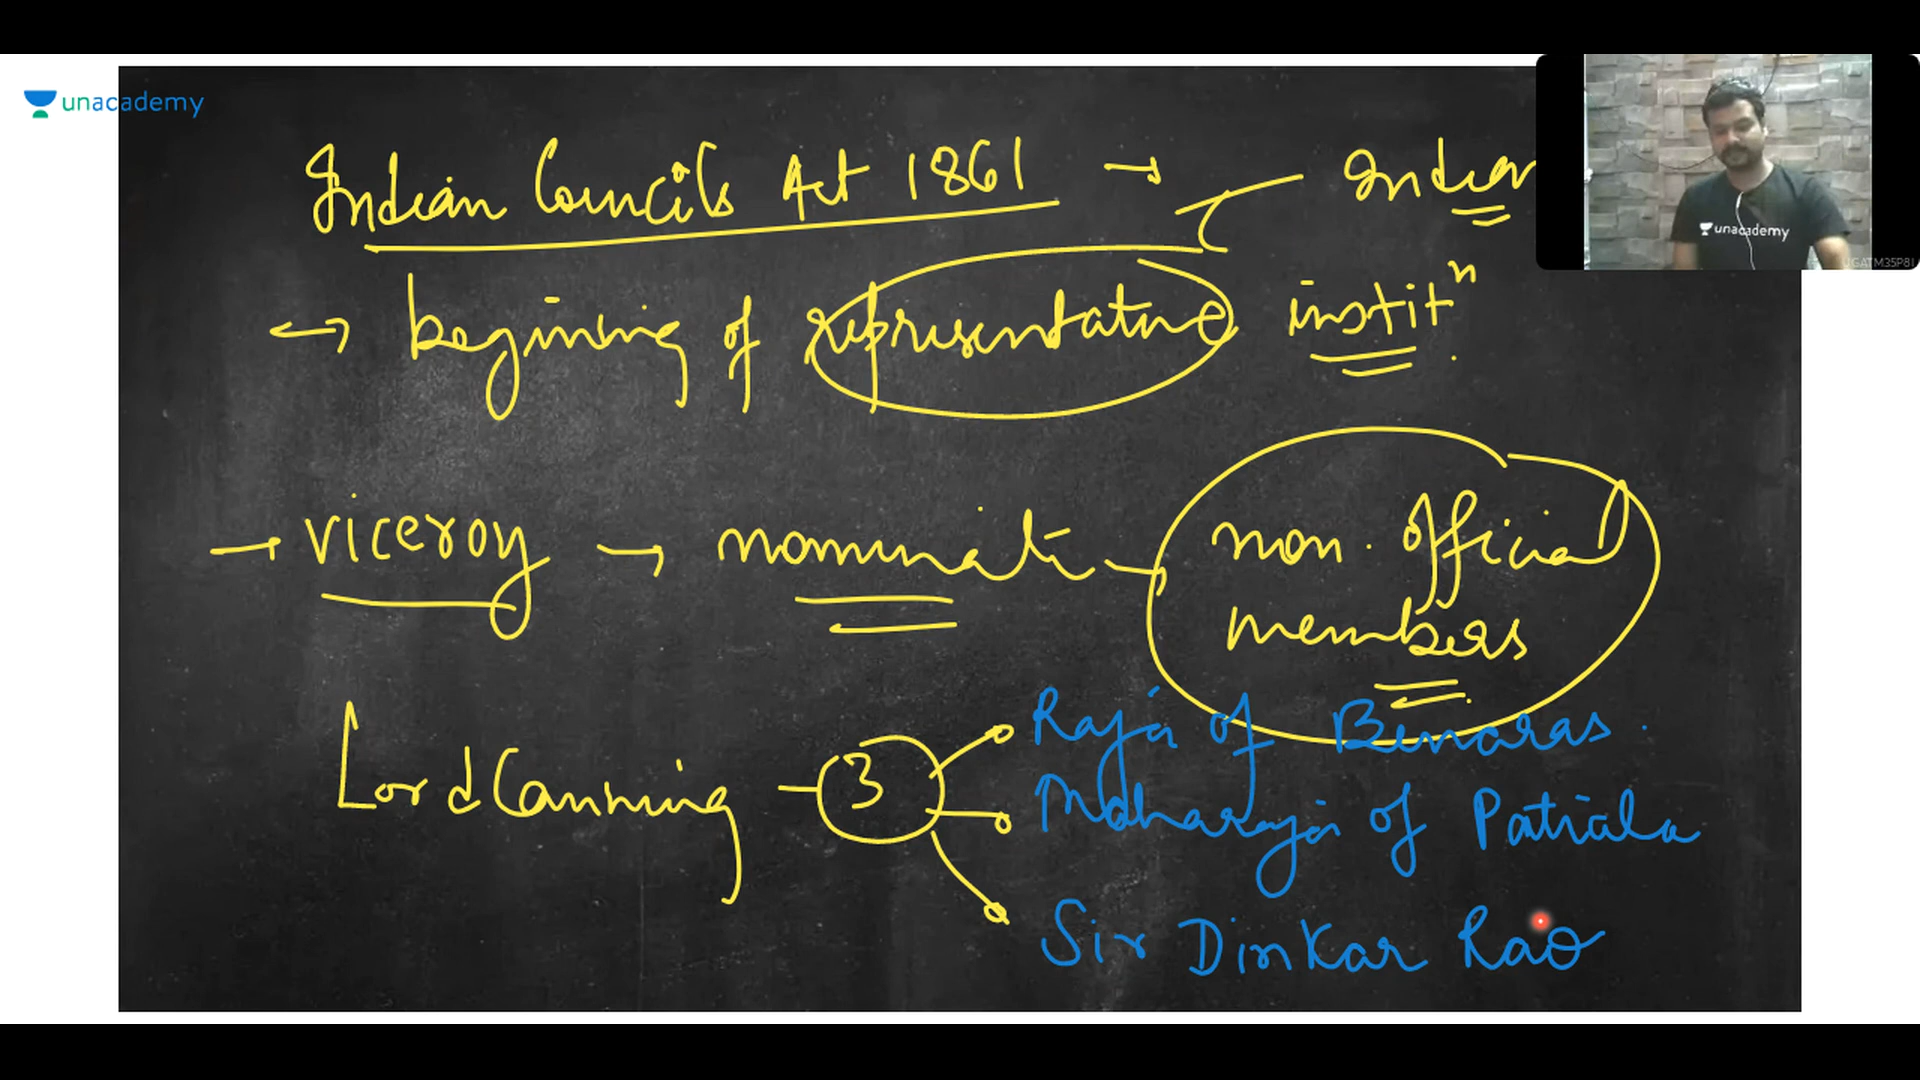 unacademy
Indian Councils Act 1861 → Indian
↔ begining of representative institⁿ.
→ viceroy → nominate non-official
members
Lord Canning - 3
Raja of Benaras.
Maharaja of Patiala
Sir Dinkar Rao
unacademy